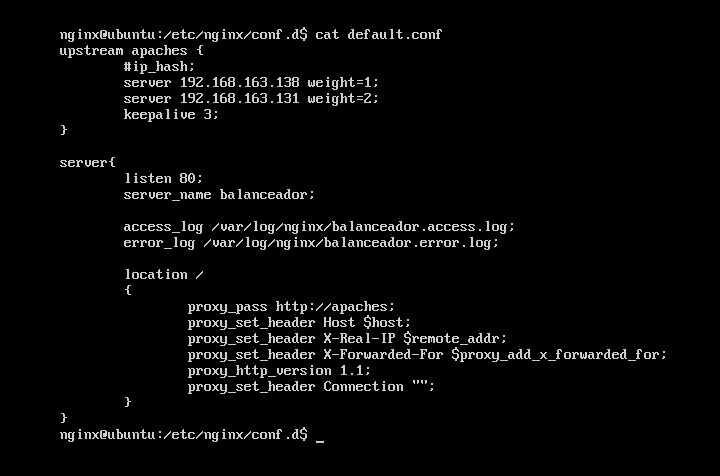 nginx@ubuntu:/etc/nginx/conf.d$ cat default.conf
upstream apaches {
        #ip_hash;
        server 192.168.163.138 weight=1;
        server 192.168.163.131 weight=2;
        keepalive 3;
}

server{
        listen 80;
        server_name balanceador;

        access_log /var/log/nginx/balanceador.access.log;
        error_log /var/log/nginx/balanceador.error.log;

        location /
        {
                proxy_pass http://apaches;
                proxy_set_header Host $host;
                proxy_set_header X-Real-IP $remote_addr;
                proxy_set_header X-Forwarded-For $proxy_add_x_forwarded_for;
                proxy_http_version 1.1;
                proxy_set_header Connection "";
        }
}
nginx@ubuntu:/etc/nginx/conf.d$ _